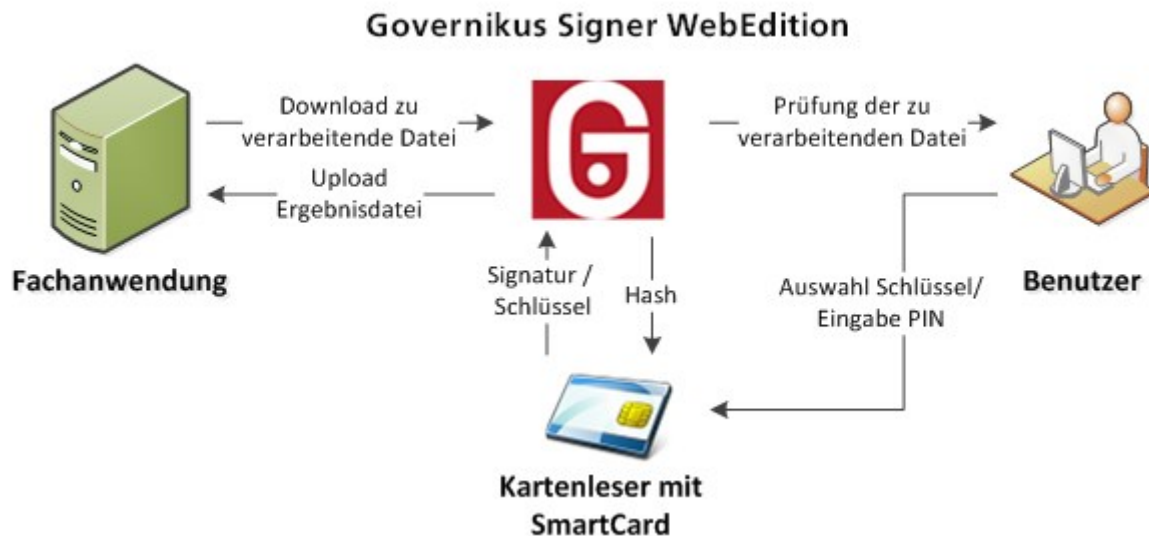 Governikus Signer WebEdition
Download zu
verarbeitende Datei
Upload
Ergebnisdatei
Prüfung der zu
verarbeitenden Datei
Fachanwendung
Signatur /
Schlüssel
Hash
Auswahl Schlüssel/
Eingabe PIN
Benutzer
Kartenleser mit
SmartCard